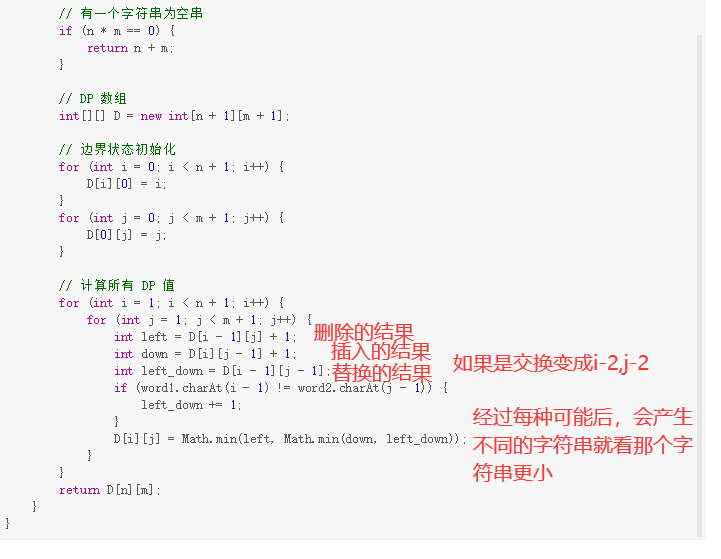 // 有一个字符串为空串
if (n * m == 0) {
return n + m;
}
// DP 数组
int[][] D = new int[n + 1][m + 1];
// 边界状态初始化
for (int i = 0; i < n + 1; i++) {
D[i][0] = i;
}
for (int j = 0; j < m + 1; j++) {
D[0][j] = j;
}
// 计算所有 DP 值
for (int i = 1; i < n + 1; i++) {
for (int j = 1; j < m + 1; j++) {
int left = D[i - 1][j] + 1; 删除的结果
int down = D[i][j - 1] + 1; 插入的结果
int left_down = D[i - 1][j - 1]; 替换的结果
如果是交换变成i-2,j-2
if (word1.charAt(i - 1) != word2.charAt(j - 1)) {
left_down += 1;
}
D[i][j] = Math.min(left, Math.min(down, left_down));
经过每种可能后，会产生
不同的字符串就看那个字
符串更小
}
}
return D[n][m];
}
}